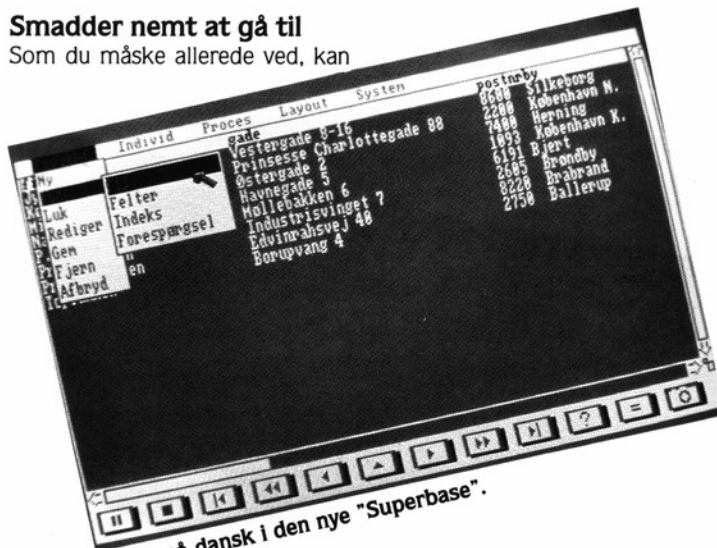 Smadder nemt at gå til
Som du måske allerede ved, kan
Individ Proces Layout System
gade postnrby
Vestergade 8-16 8600 Silkeborg
Prinsesse Charlottegade 88 2200 København N.
Østergade 2 7400 Herning
Havnegade 5 1093 København K.
Møllebakken 6 6191 Bjert
Industrisvinget 7 2605 Brøndby
Edvinrahsvej 40 8220 Brabrand
Borupvang 4 2750 Ballerup
Ny
Luk
Rediger
Gem
Fjern
Afbryd
Felter
Indeks
Forespørgsel
en
dansk i den nye "Superbase".